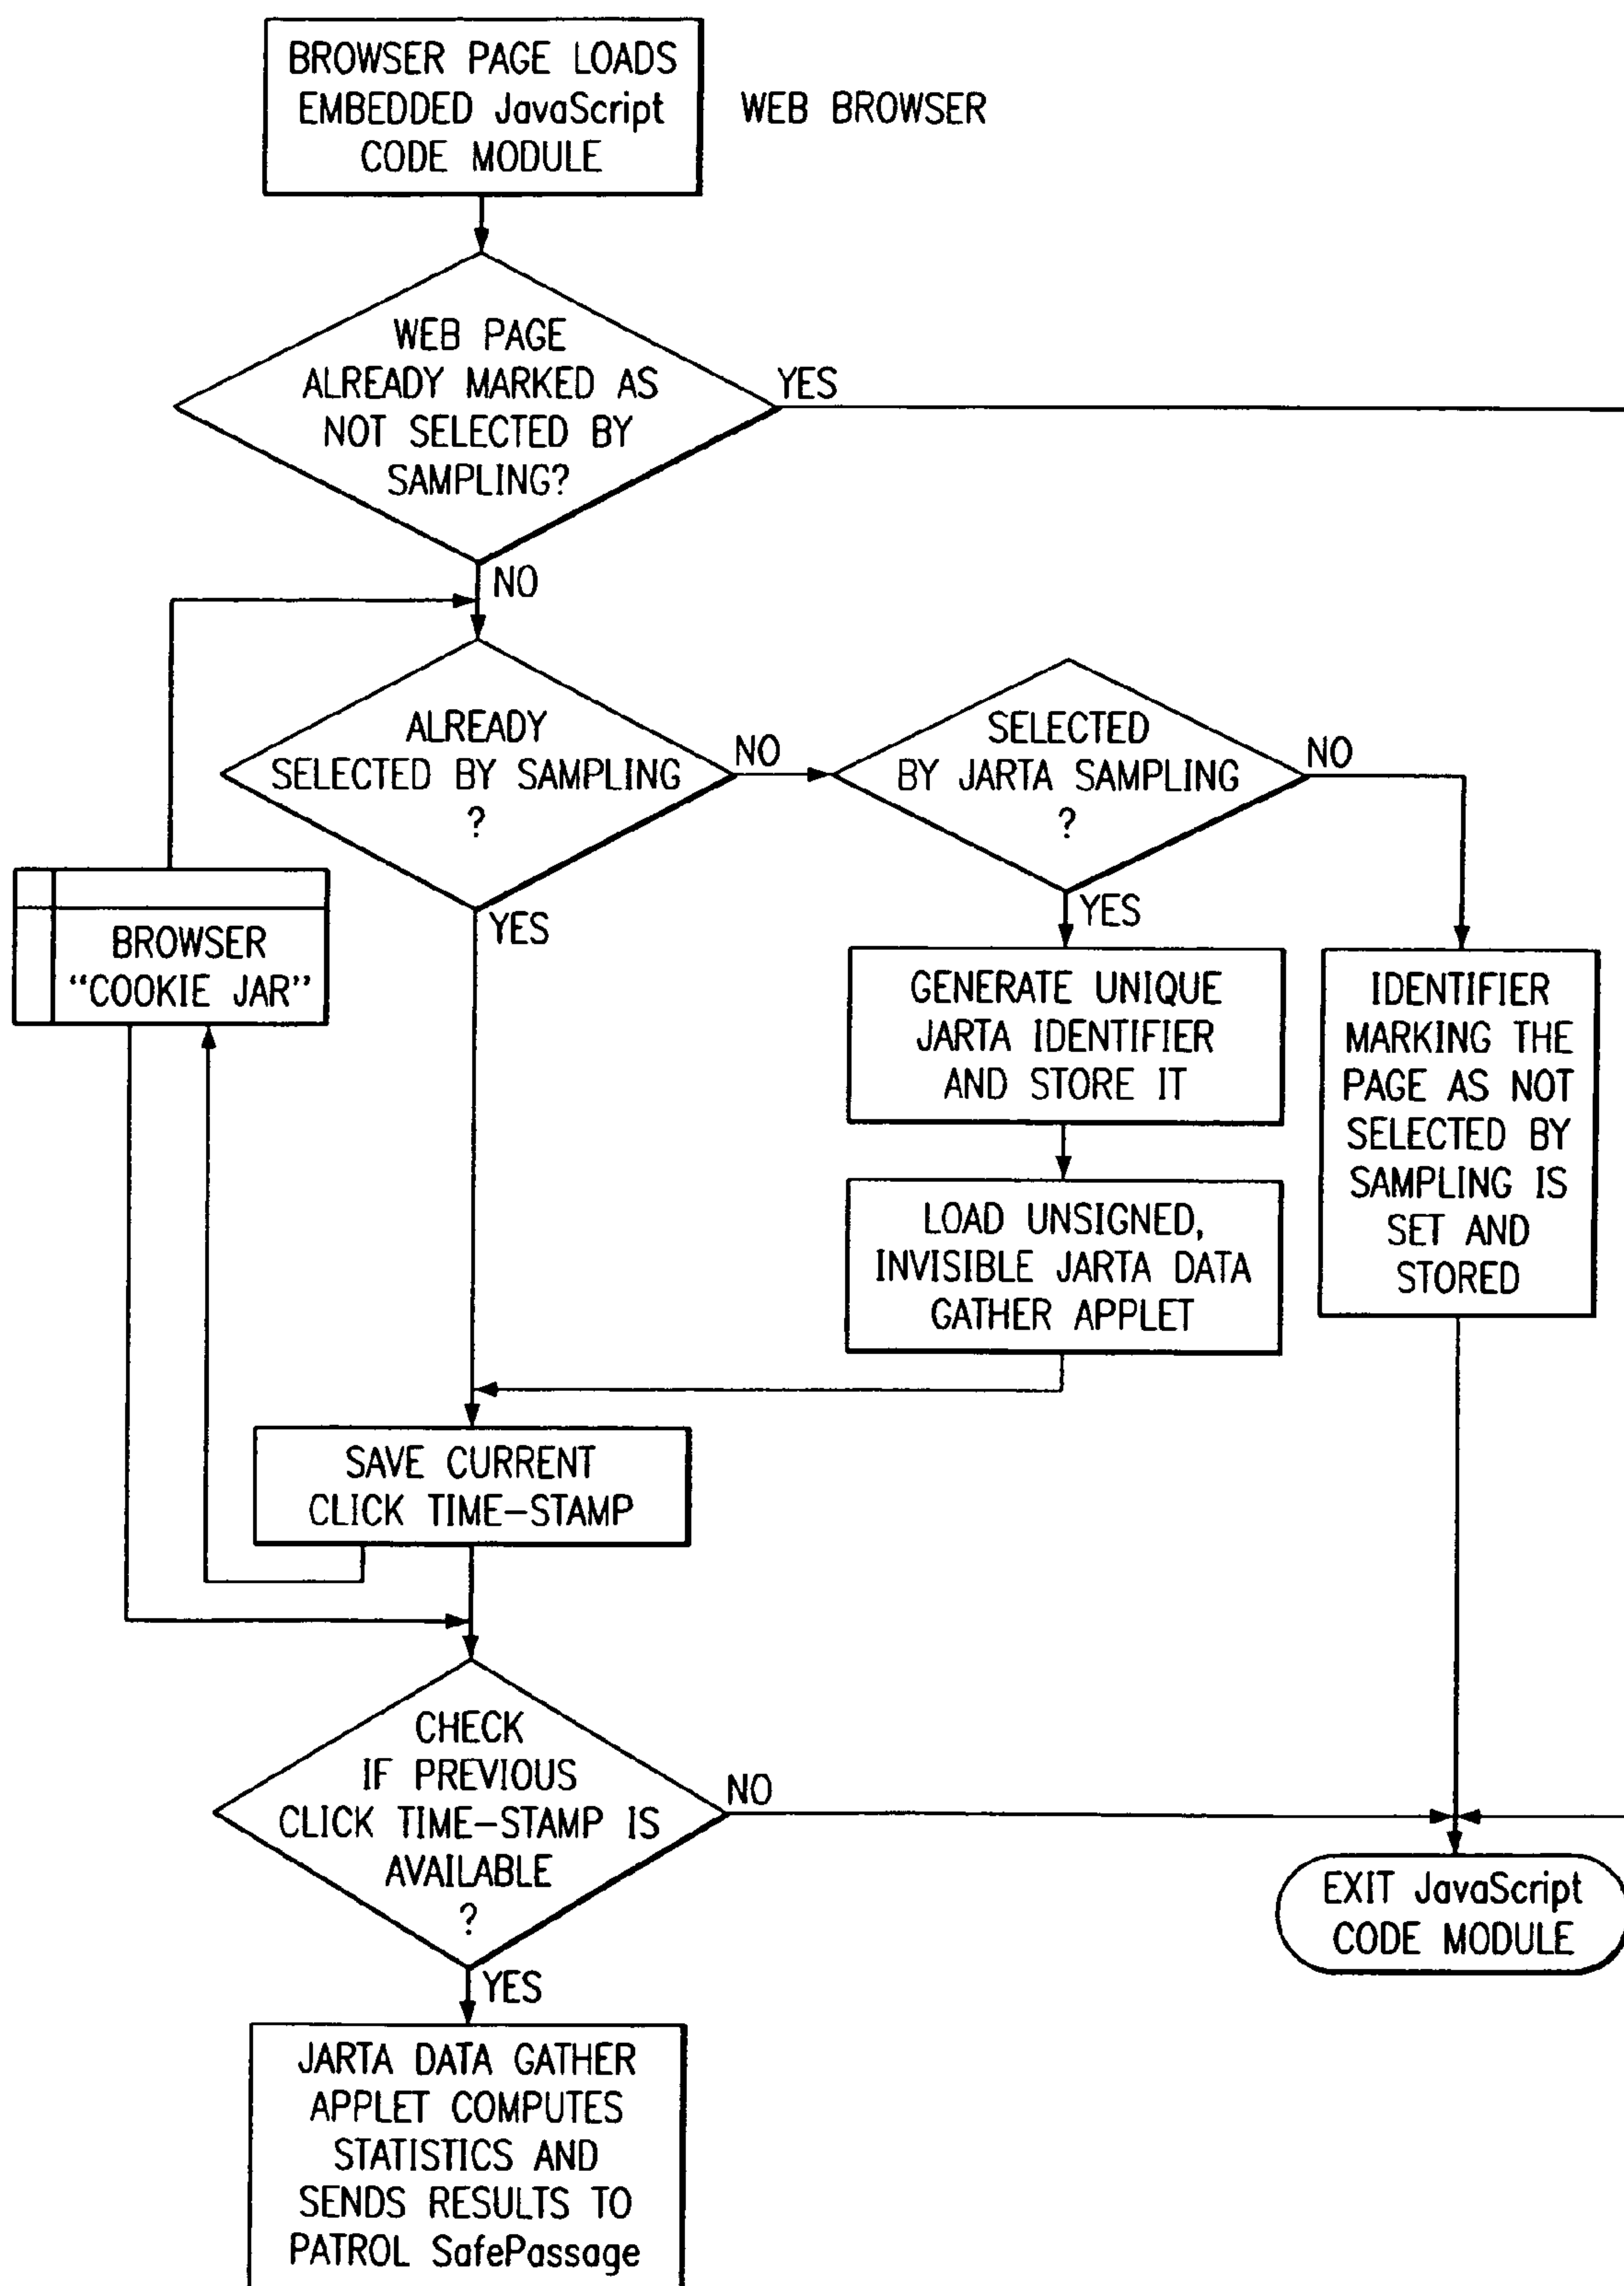 BROWSER PAGE LOADS
EMBEDDED JavaScript
CODE MODULE
WEB BROWSER
WEB PAGE
ALREADY MARKED AS
NOT SELECTED BY
SAMPLING?
YES
NO
ALREADY
SELECTED BY SAMPLING
?
NO
YES
SELECTED
BY JARTA SAMPLING
?
NO
YES
BROWSER
“COOKIE JAR”
GENERATE UNIQUE
JARTA IDENTIFIER
AND STORE IT
IDENTIFIER
MARKING THE
PAGE AS NOT
SELECTED BY
SAMPLING IS
SET AND
STORED
LOAD UNSIGNED,
INVISIBLE JARTA DATA
GATHER APPLET
SAVE CURRENT
CLICK TIME-STAMP
CHECK
IF PREVIOUS
CLICK TIME-STAMP IS
AVAILABLE
?
NO
YES
EXIT JavaScript
CODE MODULE
JARTA DATA GATHER
APPLET COMPUTES
STATISTICS AND
SENDS RESULTS TO
PATROL SafePassage